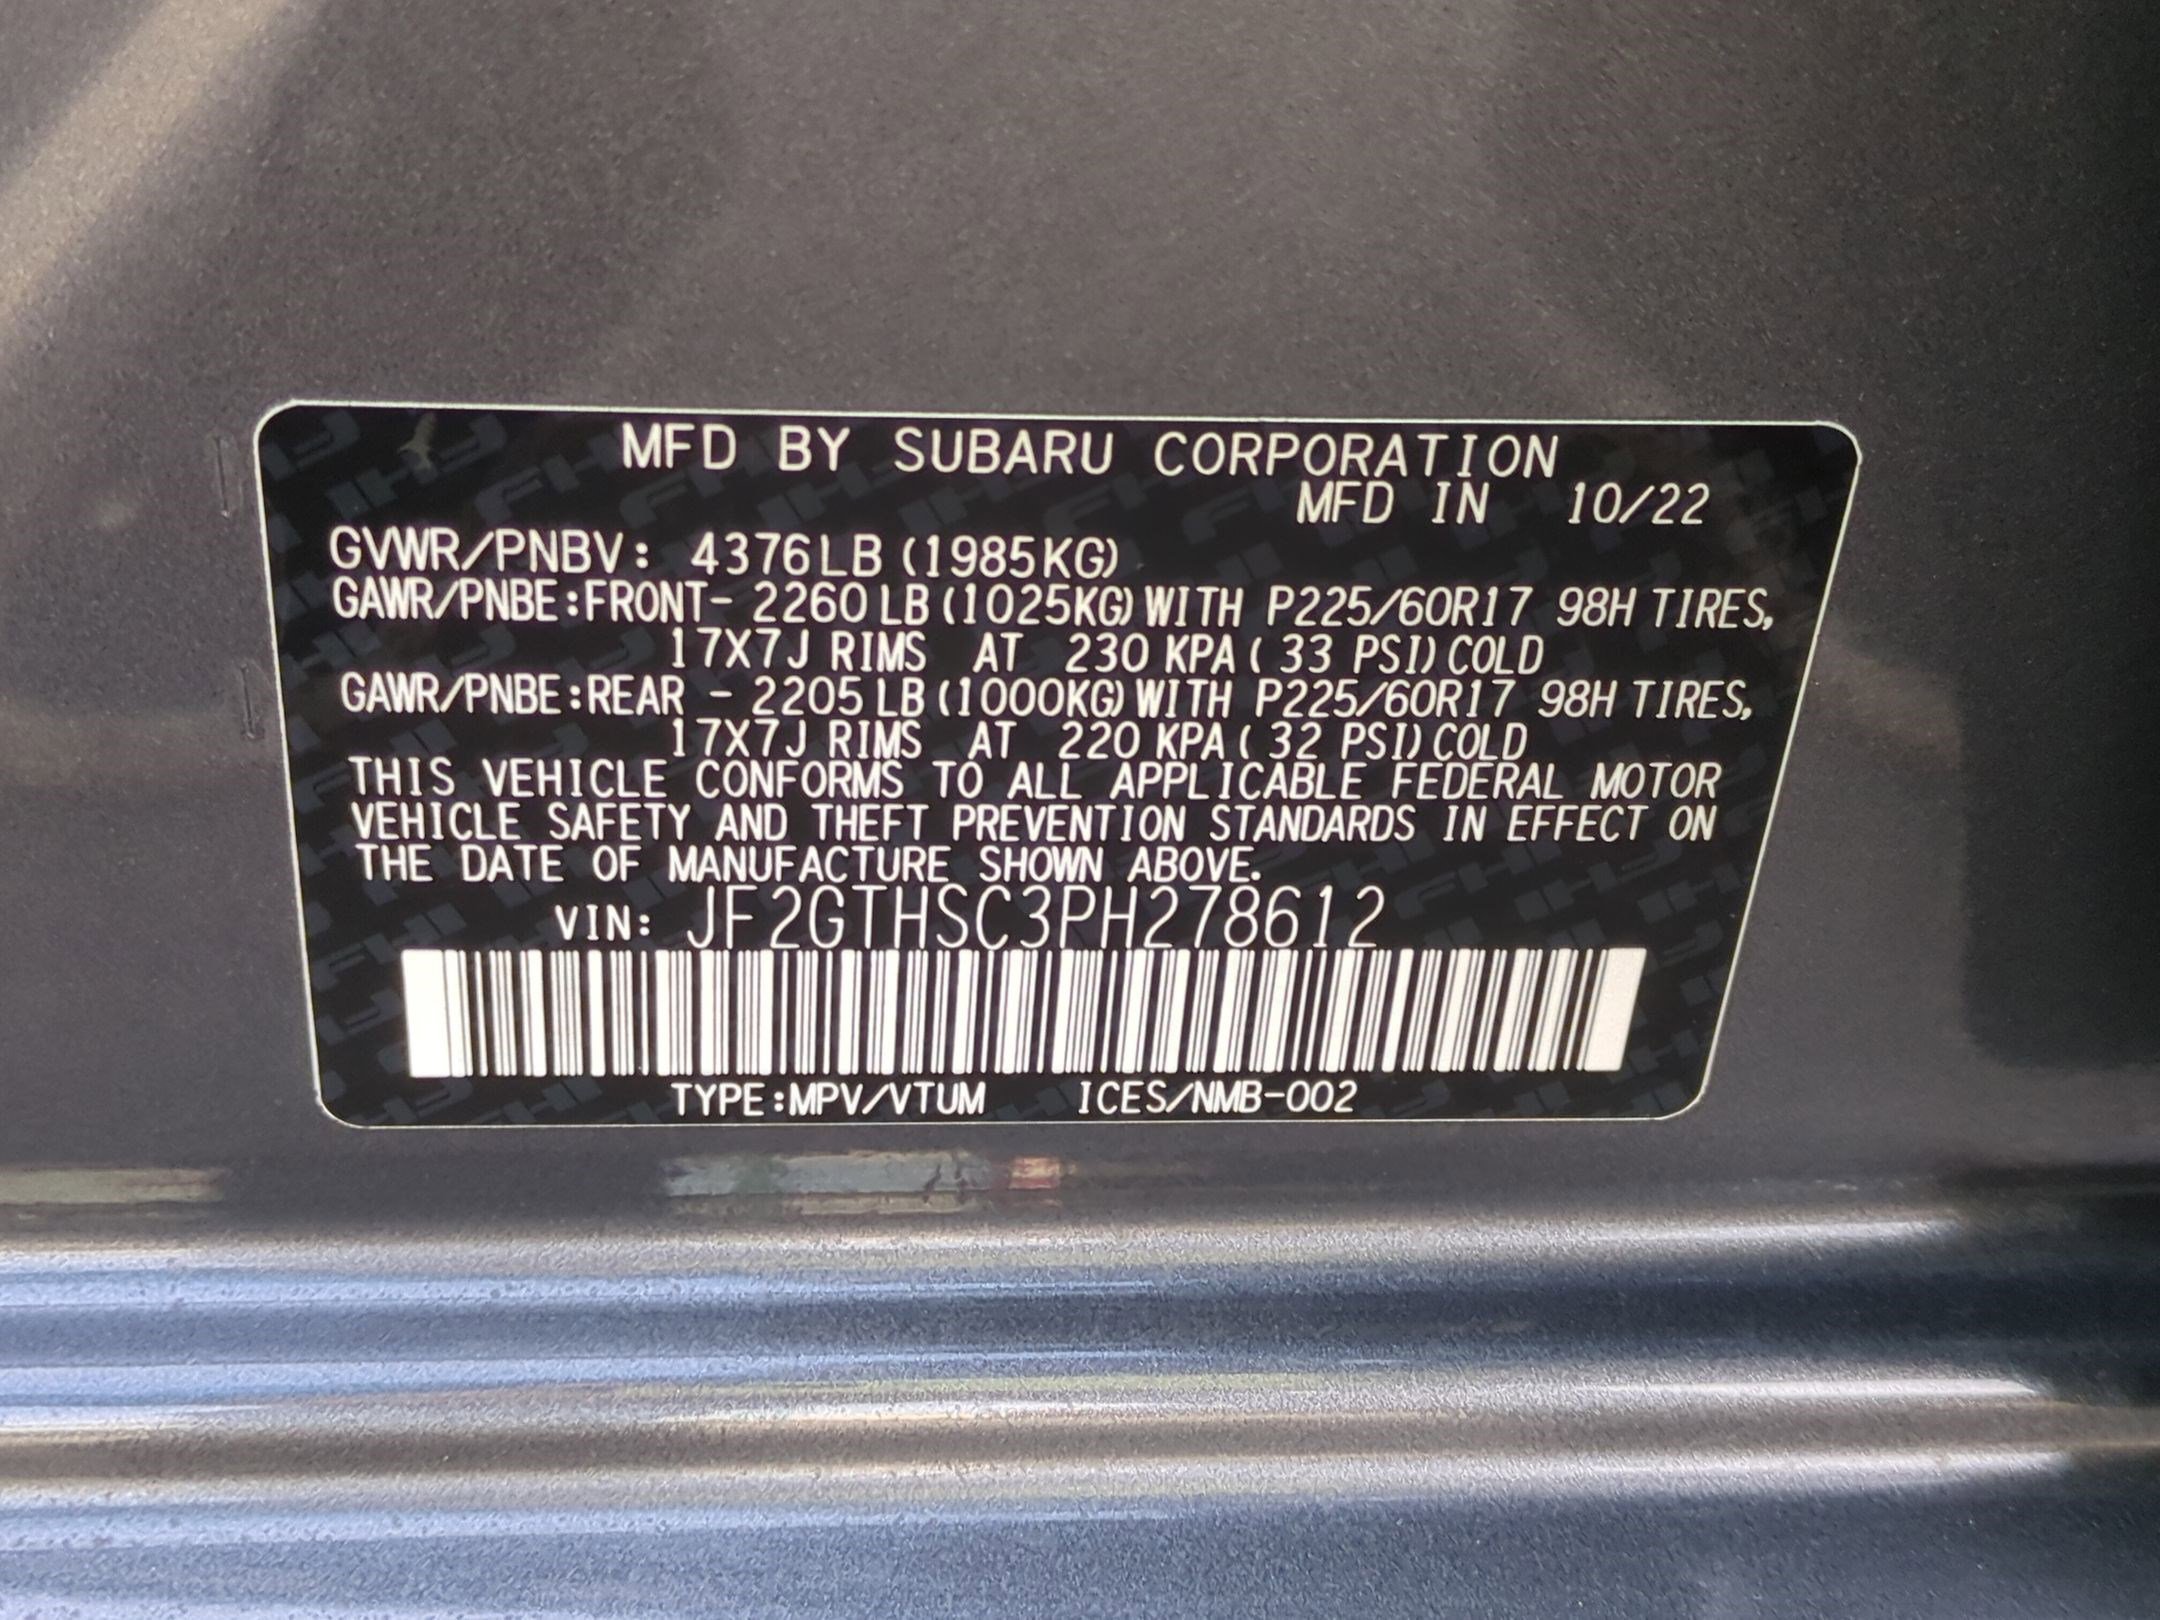 MFD BY SUBARU CORPORATION
MFD IN 10/22
GVWR/PNBV: 4376LB (1985KG)
GAWR/PNBE:FRONT- 2260 LB (1025KG) WITH P225/60R17 98H TIRES,
17X7J RIMS AT 230 KPA ( 33 PSI) COLD
GAWR/PNBE:REAR - 2205 LB (1000KG) WITH P225/60R17 98H TIRES,
17X7J RIMS AT 220 KPA ( 32 PSI) COLD
THIS VEHICLE CONFORMS TO ALL APPLICABLE FEDERAL MOTOR
VEHICLE SAFETY AND THEFT PREVENTION STANDARDS IN EFFECT ON
THE DATE OF MANUFACTURE SHOWN ABOVE.
VIN: JF2GTHSC3PH278612
TYPE:MPV/VTUM ICES/NMB-002